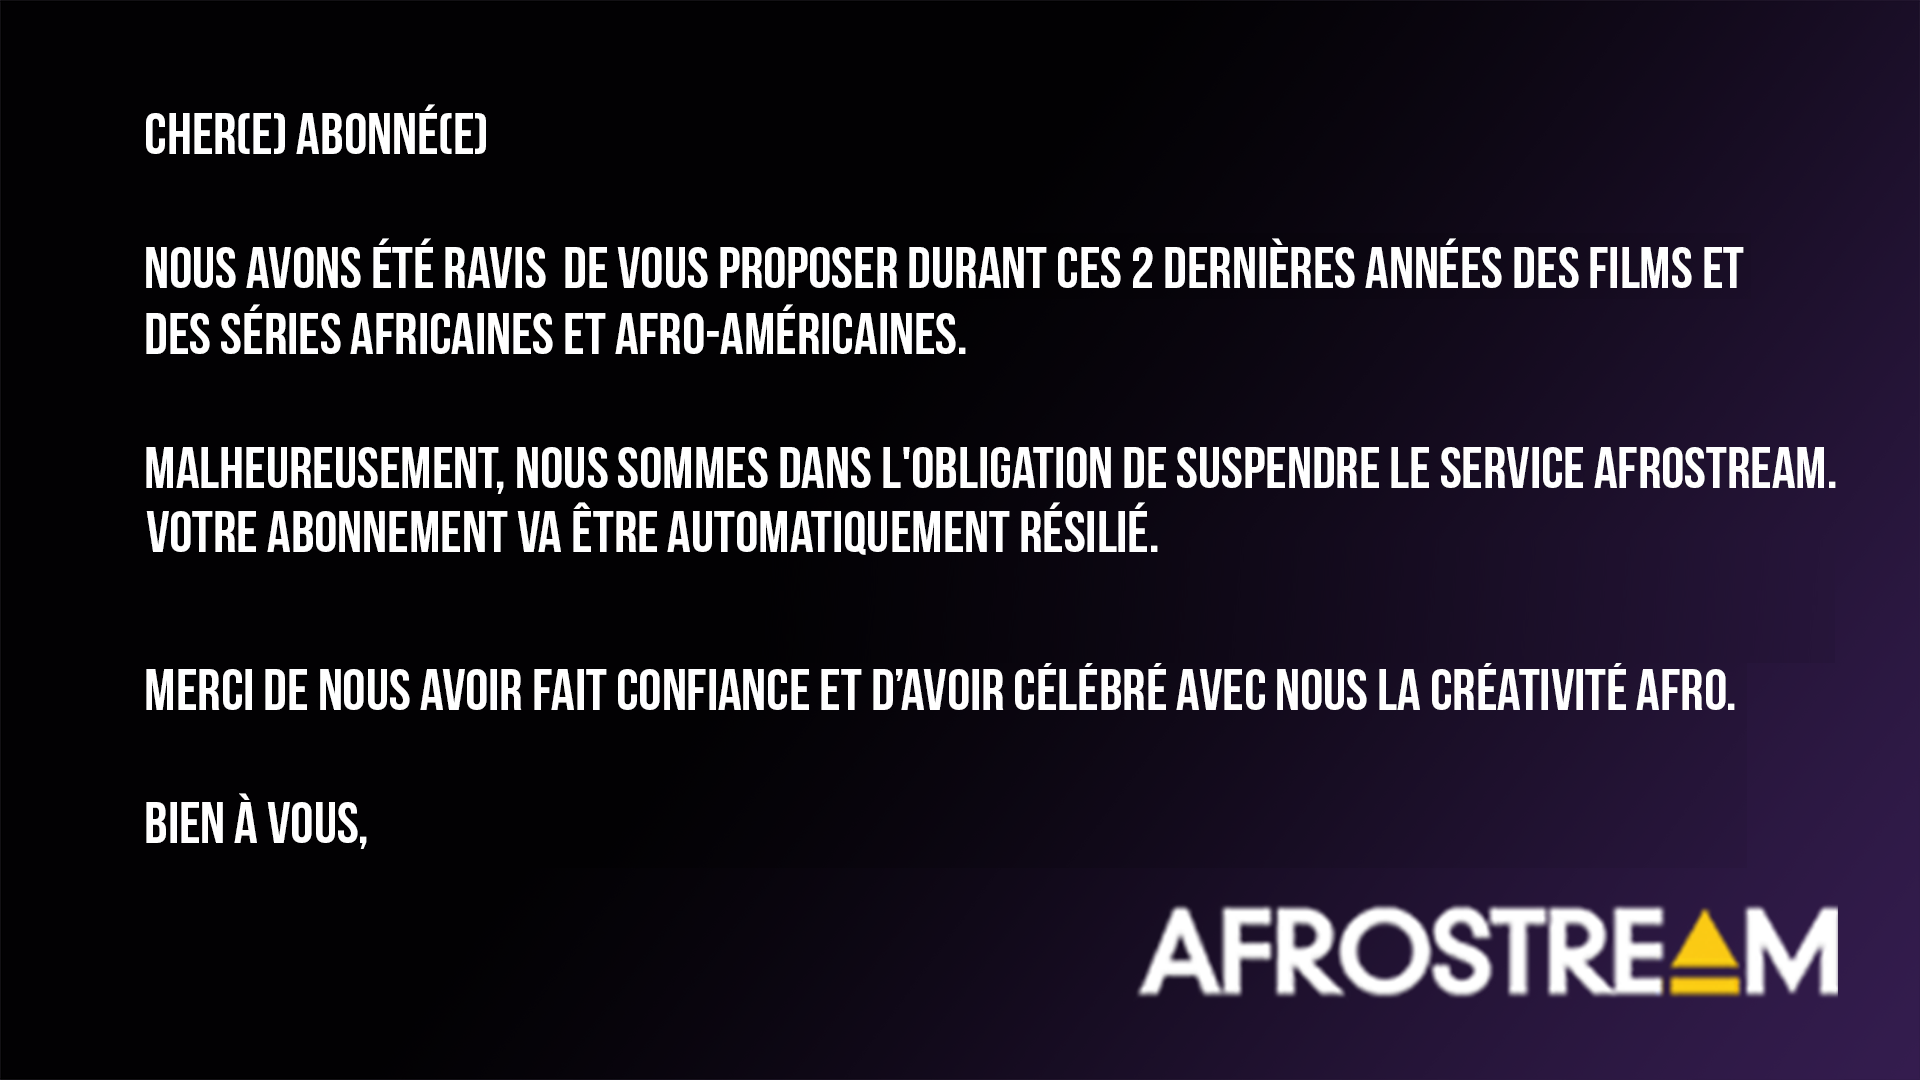 CHER(E) ABONNÉ(E)
NOUS AVONS ÉTÉ RAVIS  DE VOUS PROPOSER DURANT CES 2 DERNIÈRES ANNÉES DES FILMS ET
DES SÉRIES AFRICAINES ET AFRO-AMÉRICAINES.
MALHEUREUSEMENT, NOUS SOMMES DANS L'OBLIGATION DE SUSPENDRE LE SERVICE AFROSTREAM.
VOTRE ABONNEMENT VA ÊTRE AUTOMATIQUEMENT RÉSILIÉ.
MERCI DE NOUS AVOIR FAIT CONFIANCE ET D’AVOIR CÉLÉBRÉ AVEC NOUS LA CRÉATIVITÉ AFRO.
BIEN À VOUS,
AFROSTREAM